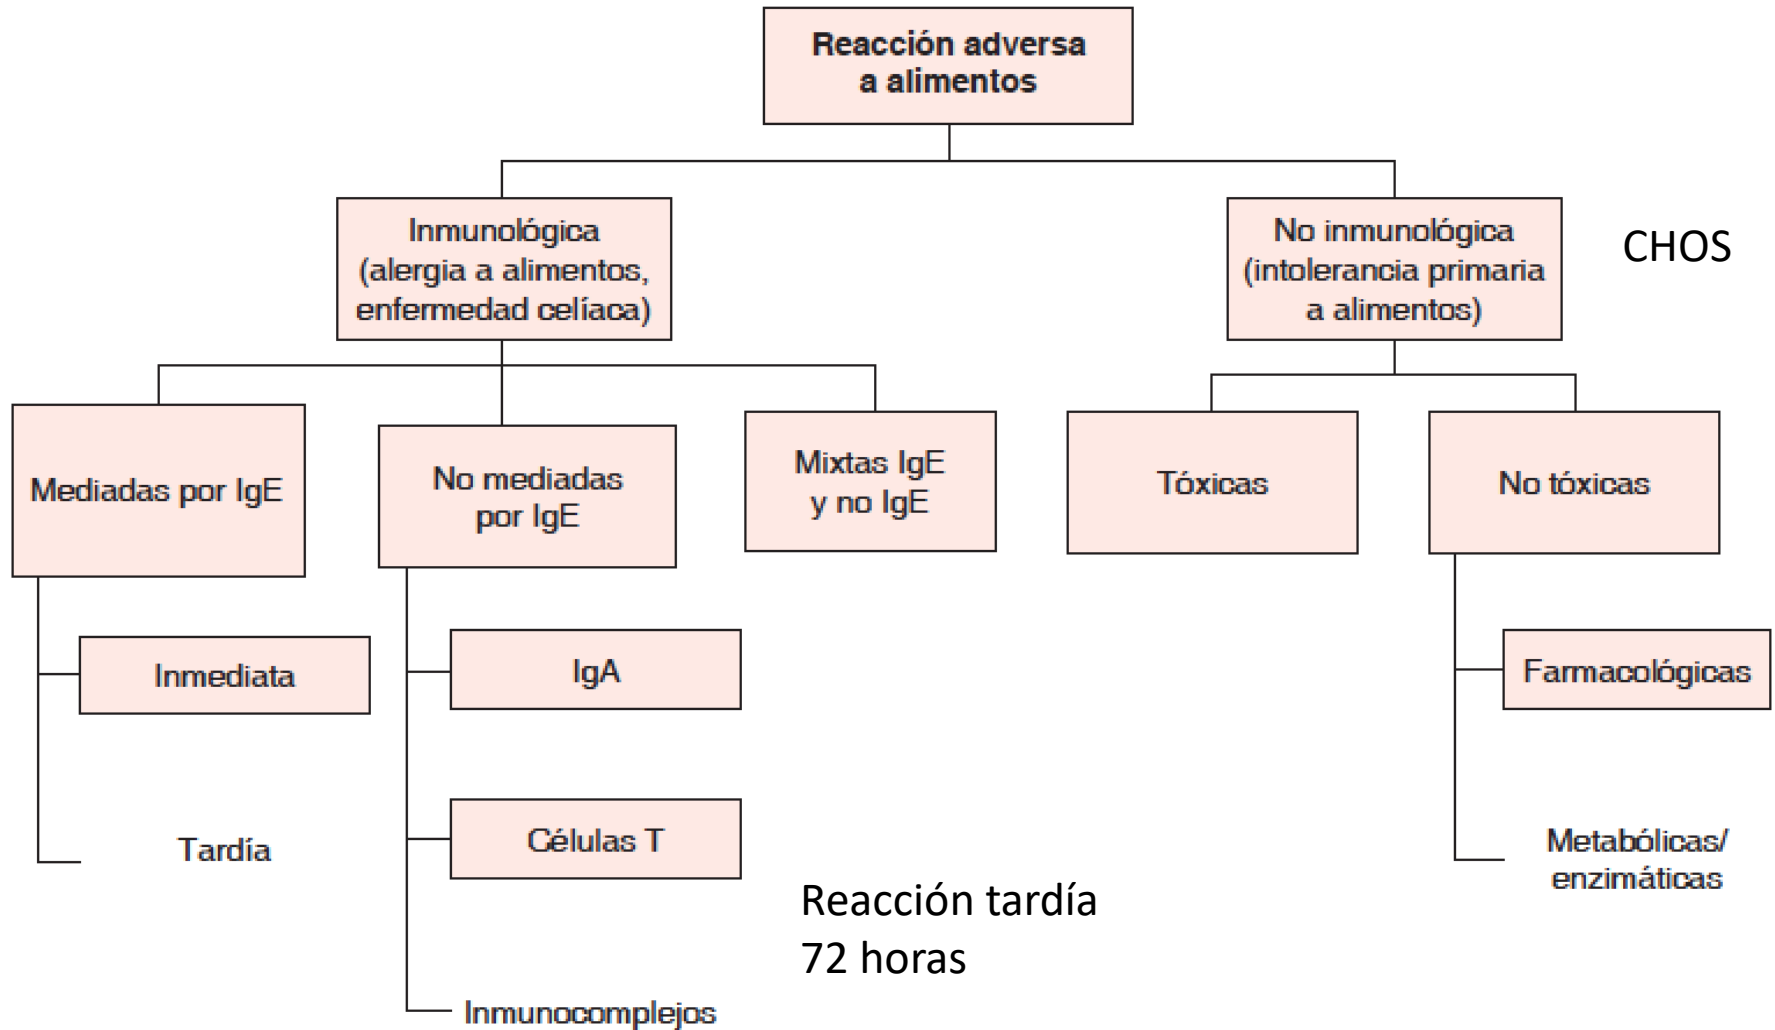 Reacción adversa
a alimentos
Inmunológica
(alergia a alimentos,
enfermedad celíaca)
No inmunológica
(intolerancia primaria
a alimentos)
CHOS
Mediadas por IgE
No mediadas
por IgE
Mixtas IgE
y no IgE
Tóxicas
No tóxicas
Inmediata
IgA
Farmacológicas
Tardía
Células T
Metabólicas/
enzimáticas
Reacción tardía
72 horas
Inmunocomplejos